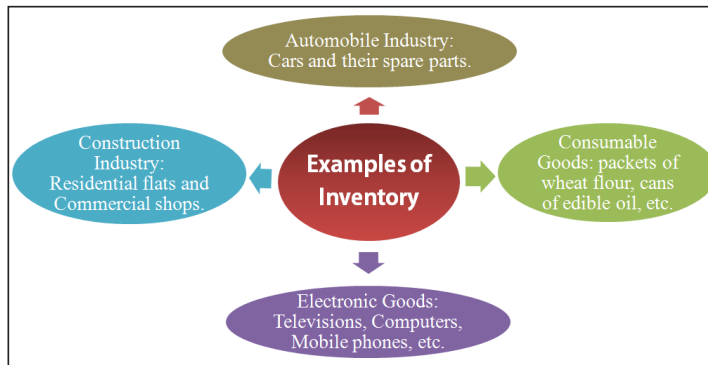 Automobile Industry:
Cars and their spare parts.
Construction
Industry:
Residential flats and
Commercial shops.
Examples of
Inventory
Consumable
Goods: packets of
wheat flour, cans
of edible oil, etc.
Electronic Goods:
Televisions, Computers,
Mobile phones, etc.